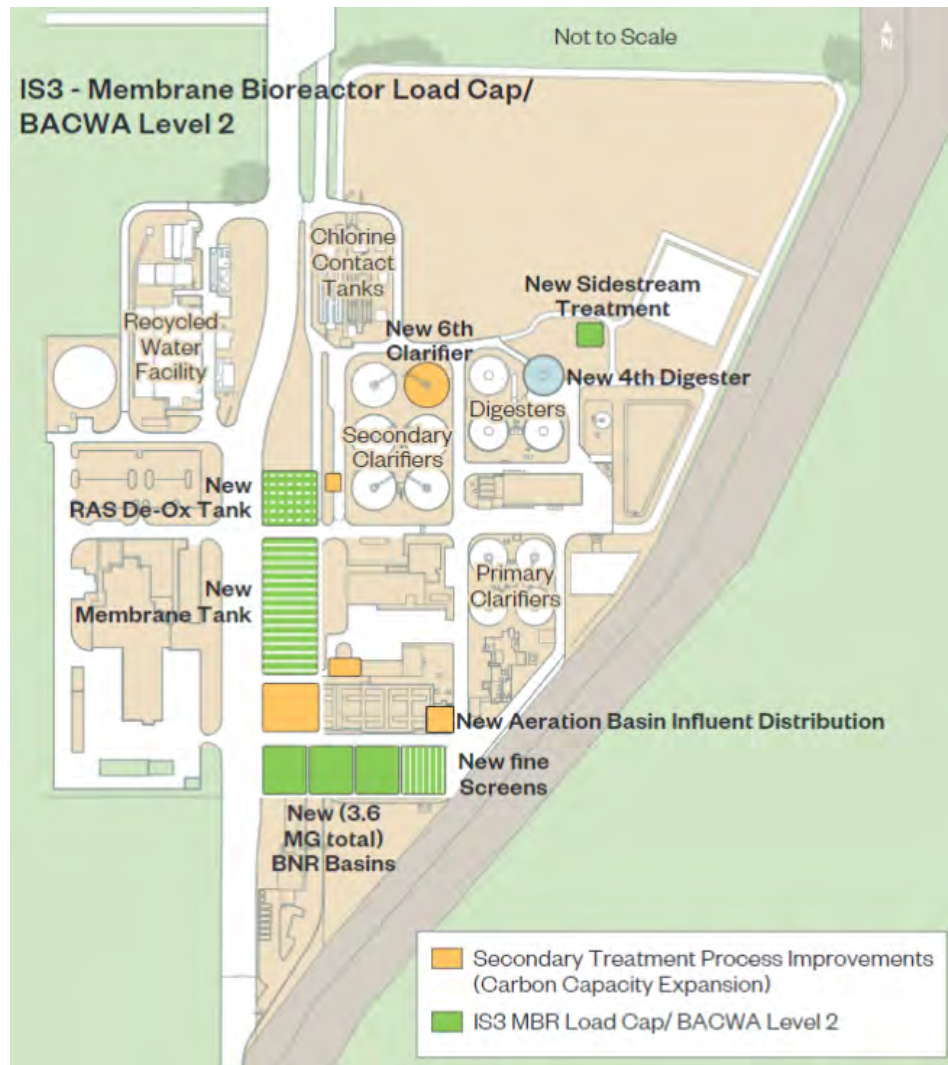 Not to Scale
N
IS3 - Membrane Bioreactor Load Cap/
BACWA Level 2
Chlorine
Contact
Tanks
New Sidestream
Treatment
Recycled
Water
Facility
New 6th
Clarifier
New 4th Digester
Digesters
Secondary
Clarifiers
New
RAS De-Ox Tank
New
Membrane Tank
Primary
Clarifiers
New Aeration Basin Influent Distribution
New fine
Screens
New (3.6
MG total)
BNR Basins
Secondary Treatment Process Improvements
(Carbon Capacity Expansion)
IS3 MBR Load Cap/ BACWA Level 2